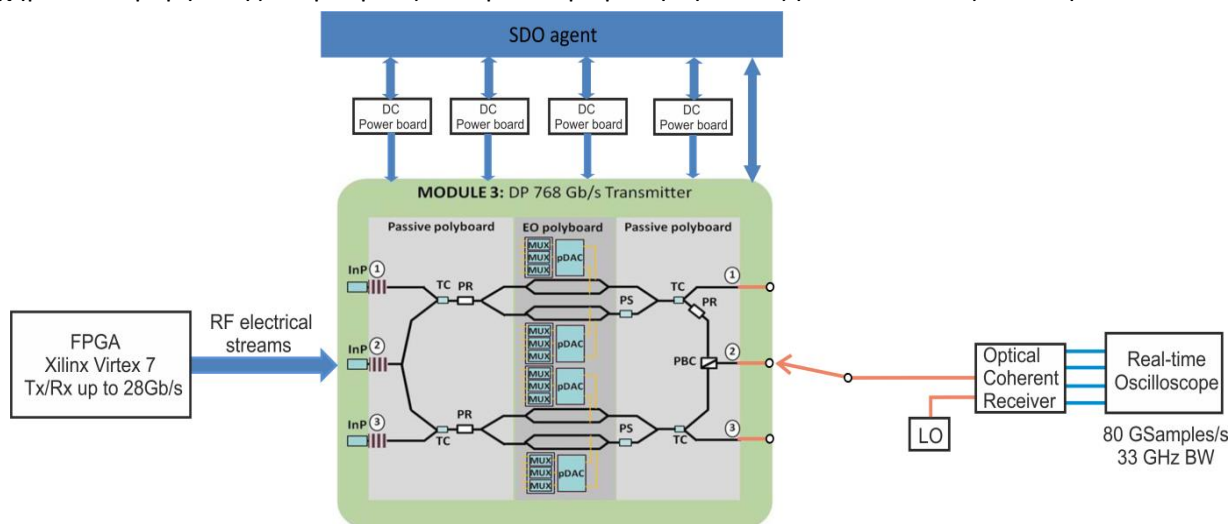 SDO agent
DC
Power board
DC
Power board
DC
Power board
DC
Power board
MODULE 3: DP 768 Gb/s Transmitter
Passive polyboard
EO polyboard
Passive polyboard
MUX
MUX
MUX
pDAC
InP
1
TC
PR
PS
TC
1
PR
FPGA
Xilinx Virtex 7
Tx/Rx up to 28Gb/s
RF electrical
streams
InP
2
MUX
MUX
MUX
pDAC
MUX
MUX
MUX
pDAC
PBC
2
InP
3
TC
PR
PS
TC
3
MUX
MUX
MUX
pDAC
Optical
Coherent
Receiver
LO
Real-time
Oscilloscope
80 GSamples/s
33 GHz BW